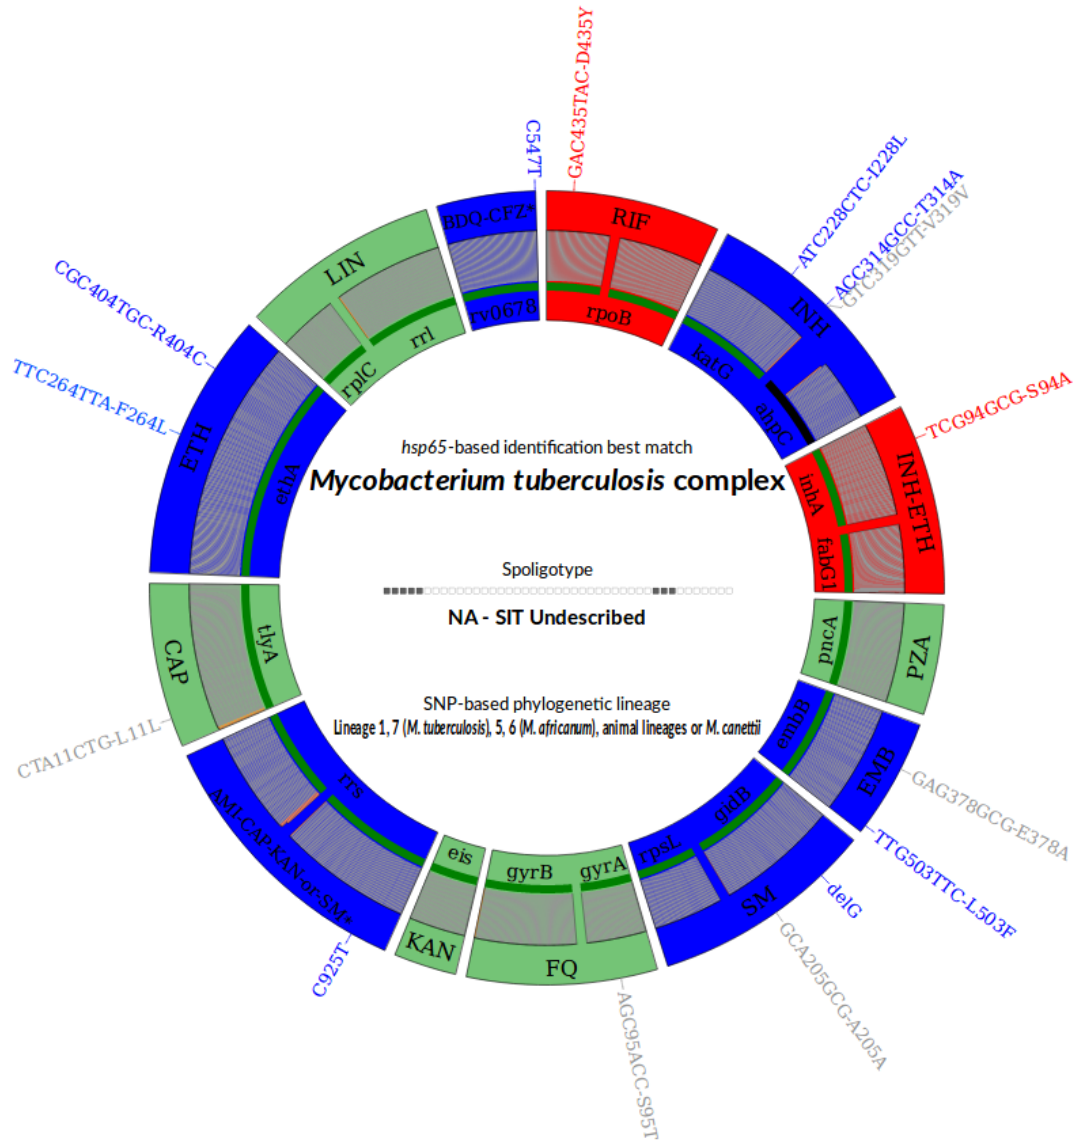 C547T
GAC435TAC-D435Y
ATC228CTC-I228L
ACC314GCC-T314A
GTC319GTT-V319V
TCG94GCG-S94A
GAG378GCG-E378A
TTG503TTC-L503F
delG
GCA205GCG-A205A
AGC95ACC-S95T
C925T
CTA11CTG-L11L
TTC264TTA-F264L
CGC404TGC-R404C
BDQ-CFZ*
rv0678
RIF
rpoB
INH
katG
ahpC
INH-ETH
inhA
fabG1
PZA
pncA
EMB
embB
SM
gidB
rpsL
FQ
gyrA
gyrB
KAN
eis
AMI-CAP-KAN-or-SM*
rrs
CAP
tlyA
ETH
ethA
LIN
rplC
rrl
hsp65-based identification best match
Mycobacterium tuberculosis complex
Spoligotype
NA - SIT Undescribed
SNP-based phylogenetic lineage
Lineage 1, 7 (M. tuberculosis), 5, 6 (M. africanum), animal lineages or M. canettii